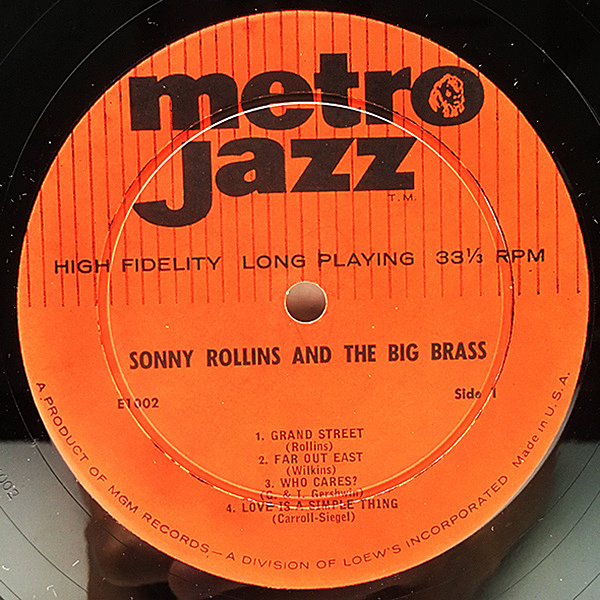 metro
jazz
T.M.
HIGH FIDELITY LONG PLAYING 33⅓ RPM
SONNY ROLLINS AND THE BIG BRASS
E1002 Side 1
1. GRAND STREET
(Rollins)
2. FAR OUT EAST
(Wilkins)
3. WHO CARES?
(G. & I. Gershwin)
4. LOVE IS A SIMPLE THING
(Carroll-Siegel)
A PRODUCT OF MGM RECORDS—A DIVISION OF LOEW'S INCORPORATED Made in U.S.A.